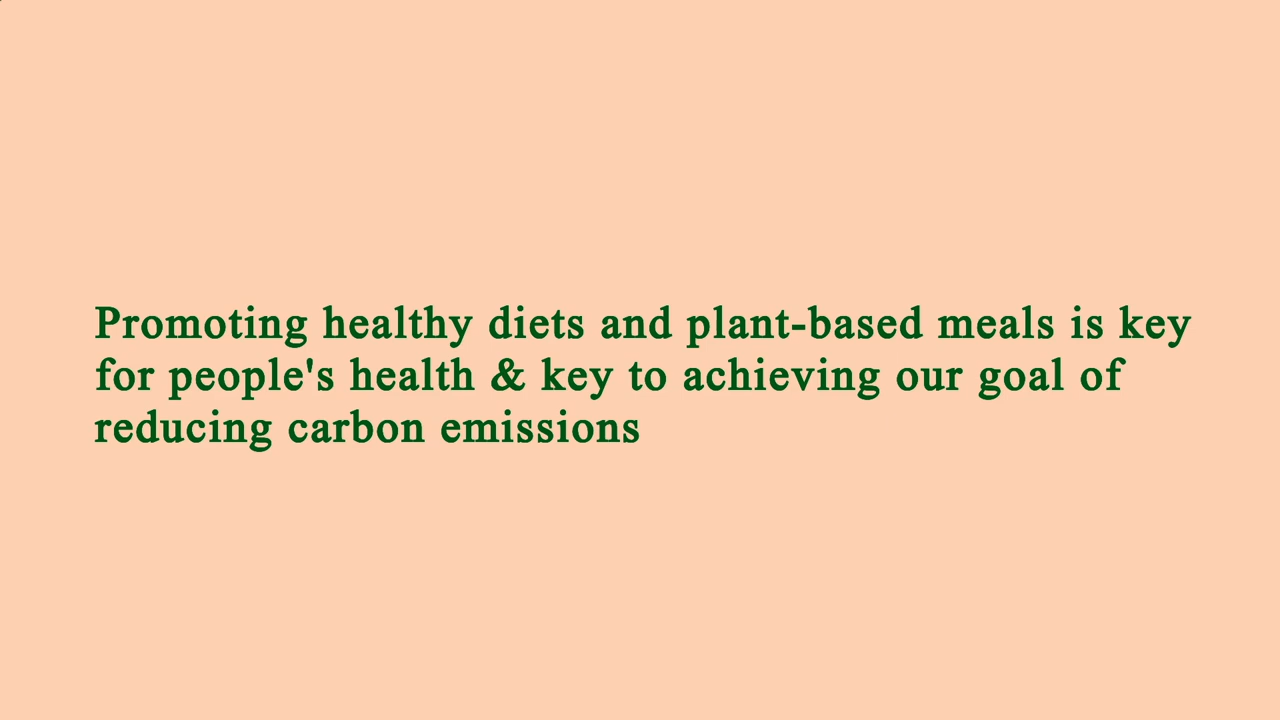 Promoting healthy diets and plant-based meals is key
for people's health & key to achieving our goal of
reducing carbon emissions